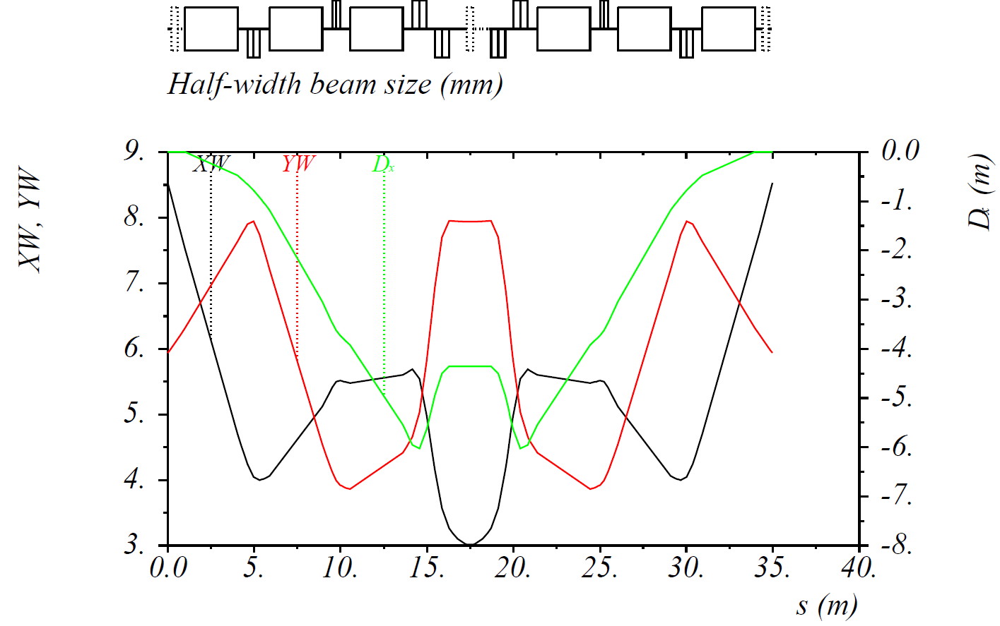 Half-width beam size (mm)
XW, YW
9.
8.
7.
6.
5.
4.
3.
XW
YW
Dx
0.0
-1.
-2.
-3.
-4.
-5.
-6.
-7.
-8.
Dx (m)
0.0 5. 10. 15. 20. 25. 30. 35. 40.
s (m)